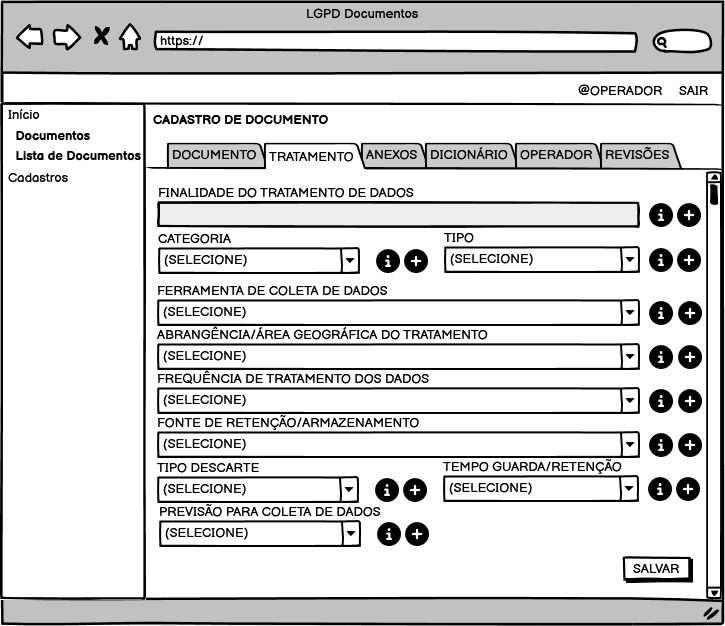 LGPD Documentos
https://
@OPERADOR SAIR
Início
Documentos
Lista de Documentos
Cadastros
CADASTRO DE DOCUMENTO
DOCUMENTO TRATAMENTO ANEXOS DICIONÁRIO OPERADOR REVISÕES
FINALIDADE DO TRATAMENTO DE DADOS
CATEGORIA TIPO
(SELECIONE) (SELECIONE)
FERRAMENTA DE COLETA DE DADOS
(SELECIONE)
ABRANGÊNCIA/ÁREA GEOGRÁFICA DO TRATAMENTO
(SELECIONE)
FREQUÊNCIA DE TRATAMENTO DOS DADOS
(SELECIONE)
FONTE DE RETENÇÃO/ARMAZENAMENTO
(SELECIONE)
TIPO DESCARTE TEMPO GUARDA/RETENÇÃO
(SELECIONE) (SELECIONE)
PREVISÃO PARA COLETA DE DADOS
(SELECIONE)
SALVAR